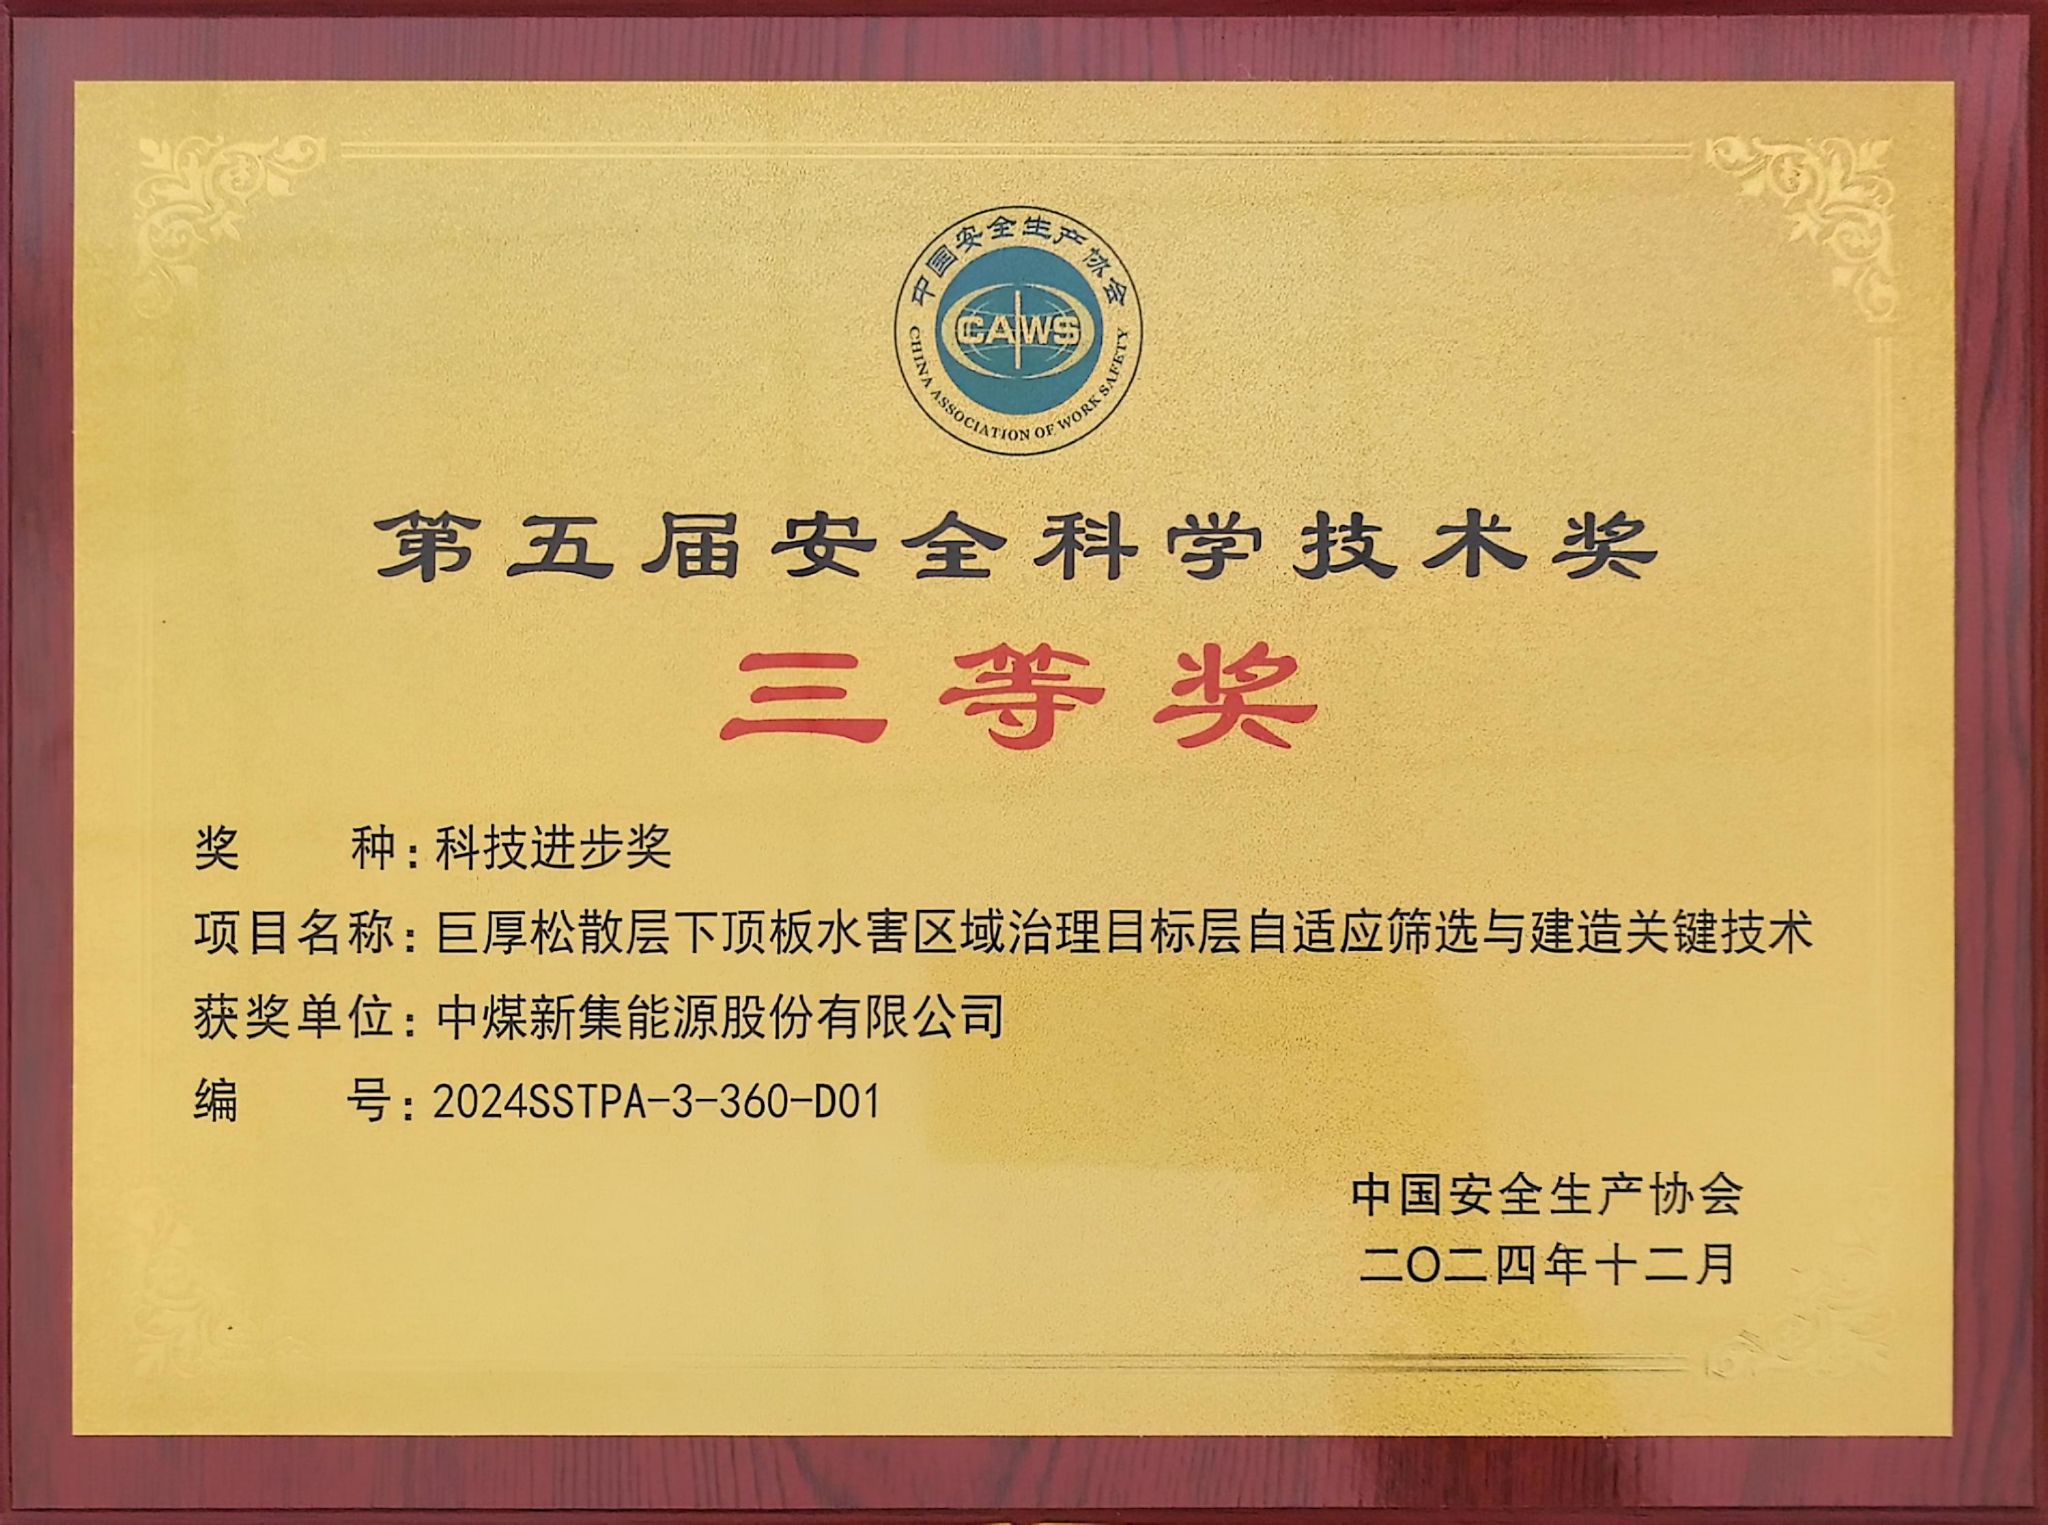 中国安全生产协会
CAWS
CHINA ASSOCIATION OF WORK SAFETY
第五届安全科学技术奖
三等奖
奖 种：科技进步奖
项目名称：巨厚松散层下顶板水害区域治理目标层自适应筛选与建造关键技术
获奖单位：中煤新集能源股份有限公司
编 号：2024SSTPA-3-360-D01
中国安全生产协会
二〇二四年十二月